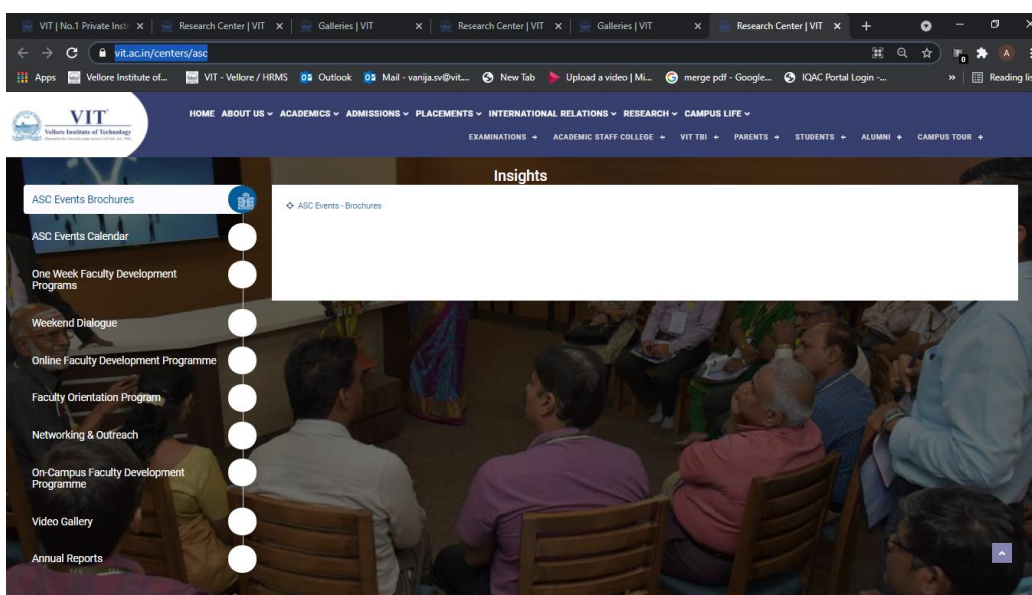 VIT | No.1 Private Insti
Research Center | VIT
Galleries | VIT
Research Center | VIT
Galleries | VIT
Research Center | VIT
vit.ac.in/centers/asc
Apps
Vellore Institute of...
VIT - Vellore / HRMS
Outlook
Mail - vanija.sv@vit....
New Tab
Upload a video | Mi...
merge pdf - Google...
IQAC Portal Login -...
»
Reading lis
VIT
Vellore Institute of Technology
HOME ABOUT US ACADEMICS ADMISSIONS PLACEMENTS INTERNATIONAL RELATIONS RESEARCH CAMPUS LIFE
EXAMINATIONS + ACADEMIC STAFF COLLEGE + VIT TBI + PARENTS + STUDENTS + ALUMNI + CAMPUS TOUR +
Insights
ASC Events Brochures
ASC Events - Brochures
ASC Events Calendar
One Week Faculty Development
Programs
Weekend Dialogue
Online Faculty Development Programme
Faculty Orientation Program
Networking & Outreach
On-Campus Faculty Development
Programme
Video Gallery
Annual Reports